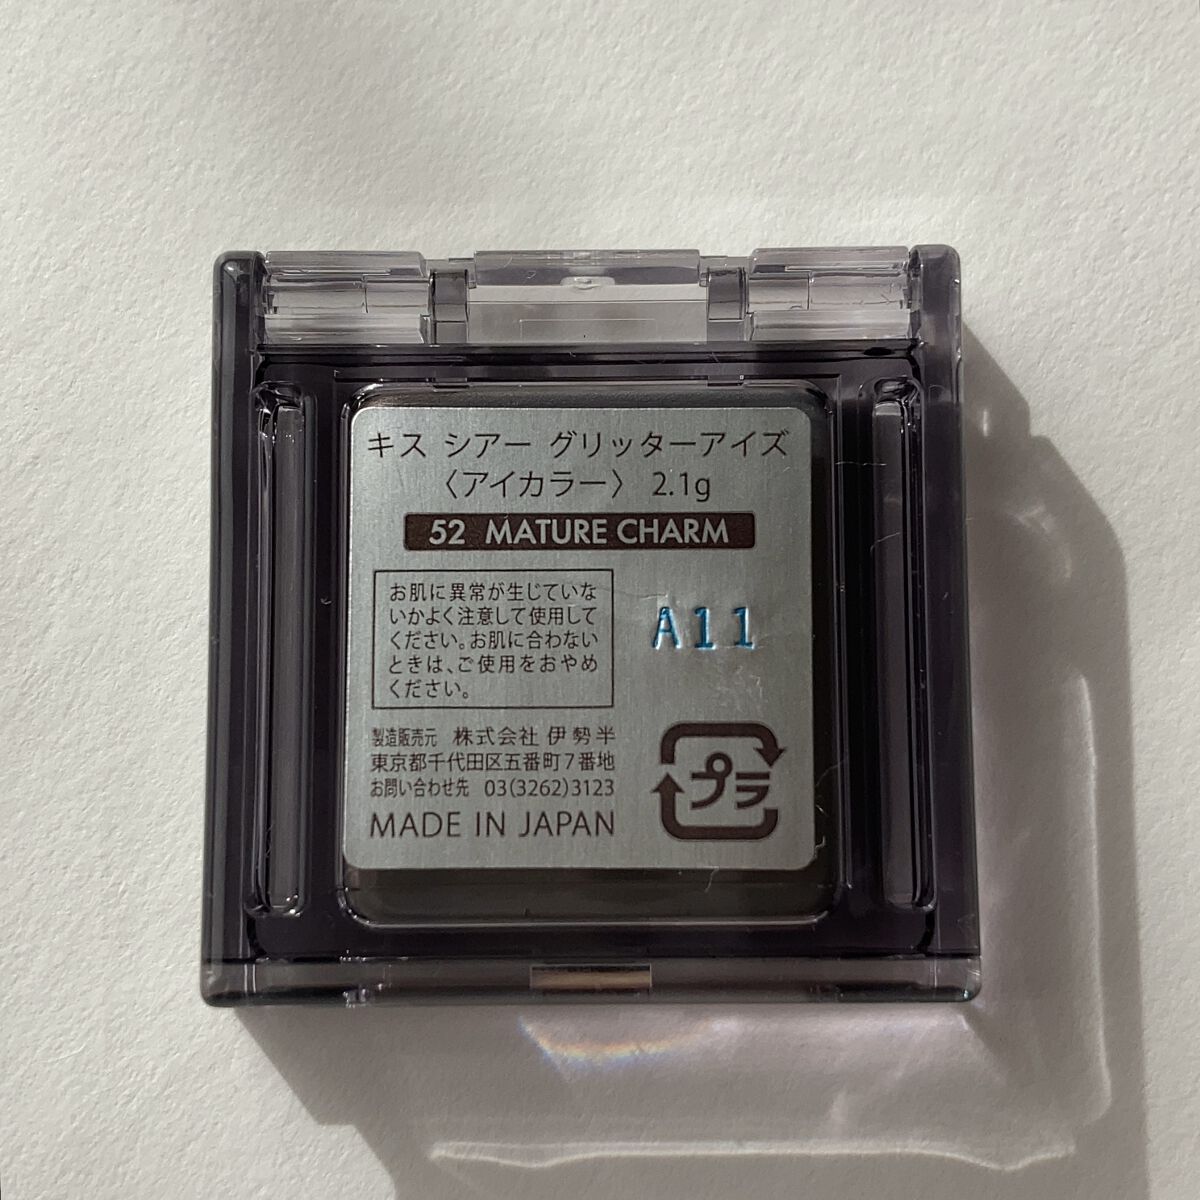 キス シアー グリッターアイズ
〈アイカラー〉 2.1g
52 MATURE CHARM
お肌に異常が生じていな
いかよく注意して使用して
ください。お肌に合わない
ときは、ご使用をおやめ
ください。
A11
製造販売元 株式会社 伊勢半
東京都千代田区五番町7番地
お問い合わせ先 03(3262)3123
MADE IN JAPAN
プラ